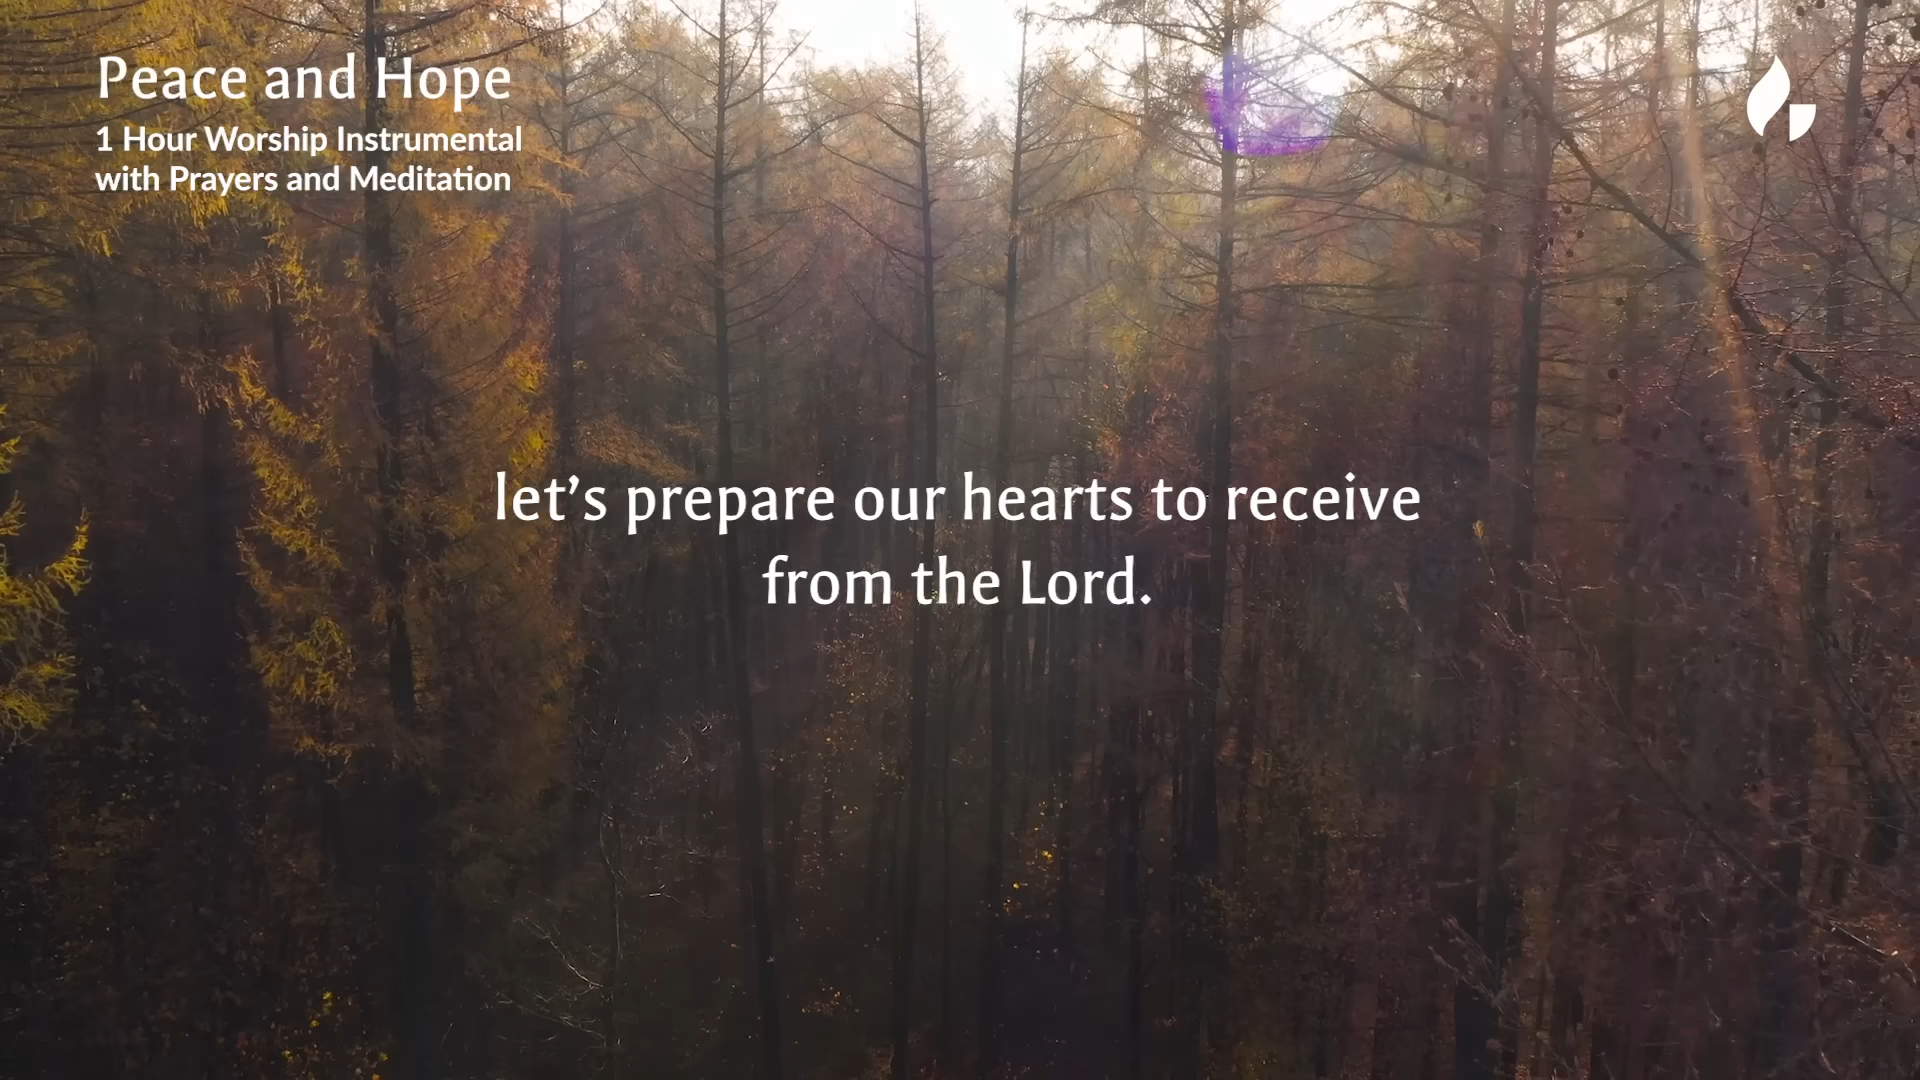 Peace and Hope
1 Hour Worship Instrumental
with Prayers and Meditation
let’s prepare our hearts to receive
from the Lord.